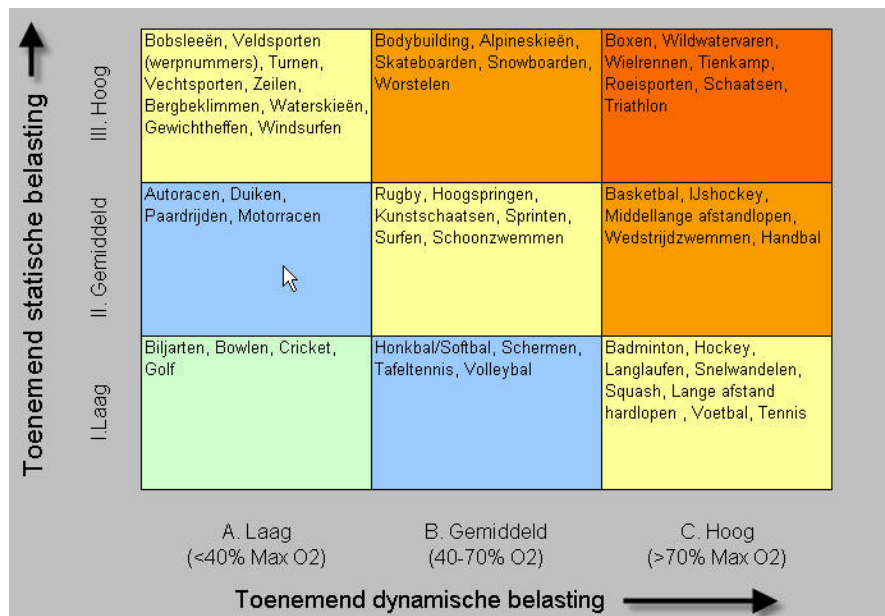 Toenemend statische belasting
III. Hoog
Bobsleeën, Veldsporten
(werpnummers), Turnen,
Vechtsporten, Zeilen,
Bergbeklimmen, Waterskieën,
Gewichtheffen, Windsurfen
Bodybuilding, Alpineskieën,
Skateboarden, Snowboarden,
Worstelen
Boxen, Wildwatervaren,
Wielrennen, Tienkamp,
Roeisporten, Schaatsen,
Triathlon
II. Gemiddeld
Autoracen, Duiken,
Paardrijden, Motorracen
Rugby, Hoogspringen,
Kunstschaatsen, Sprinten,
Surfen, Schoonzwemmen
Basketbal, IJshockey,
Middellange afstandlopen,
Wedstrijdzwemmen, Handbal
I.Laag
Biljarten, Bowlen, Cricket,
Golf
Honkbal/Softbal, Schermen,
Tafeltennis, Volleybal
Badminton, Hockey,
Langlaufen, Snelwandelen,
Squash, Lange afstand
hardlopen , Voetbal, Tennis
A. Laag
(<40% Max O2)
B. Gemiddeld
(40-70% O2)
C. Hoog
(>70% Max O2)
Toenemend dynamische belasting